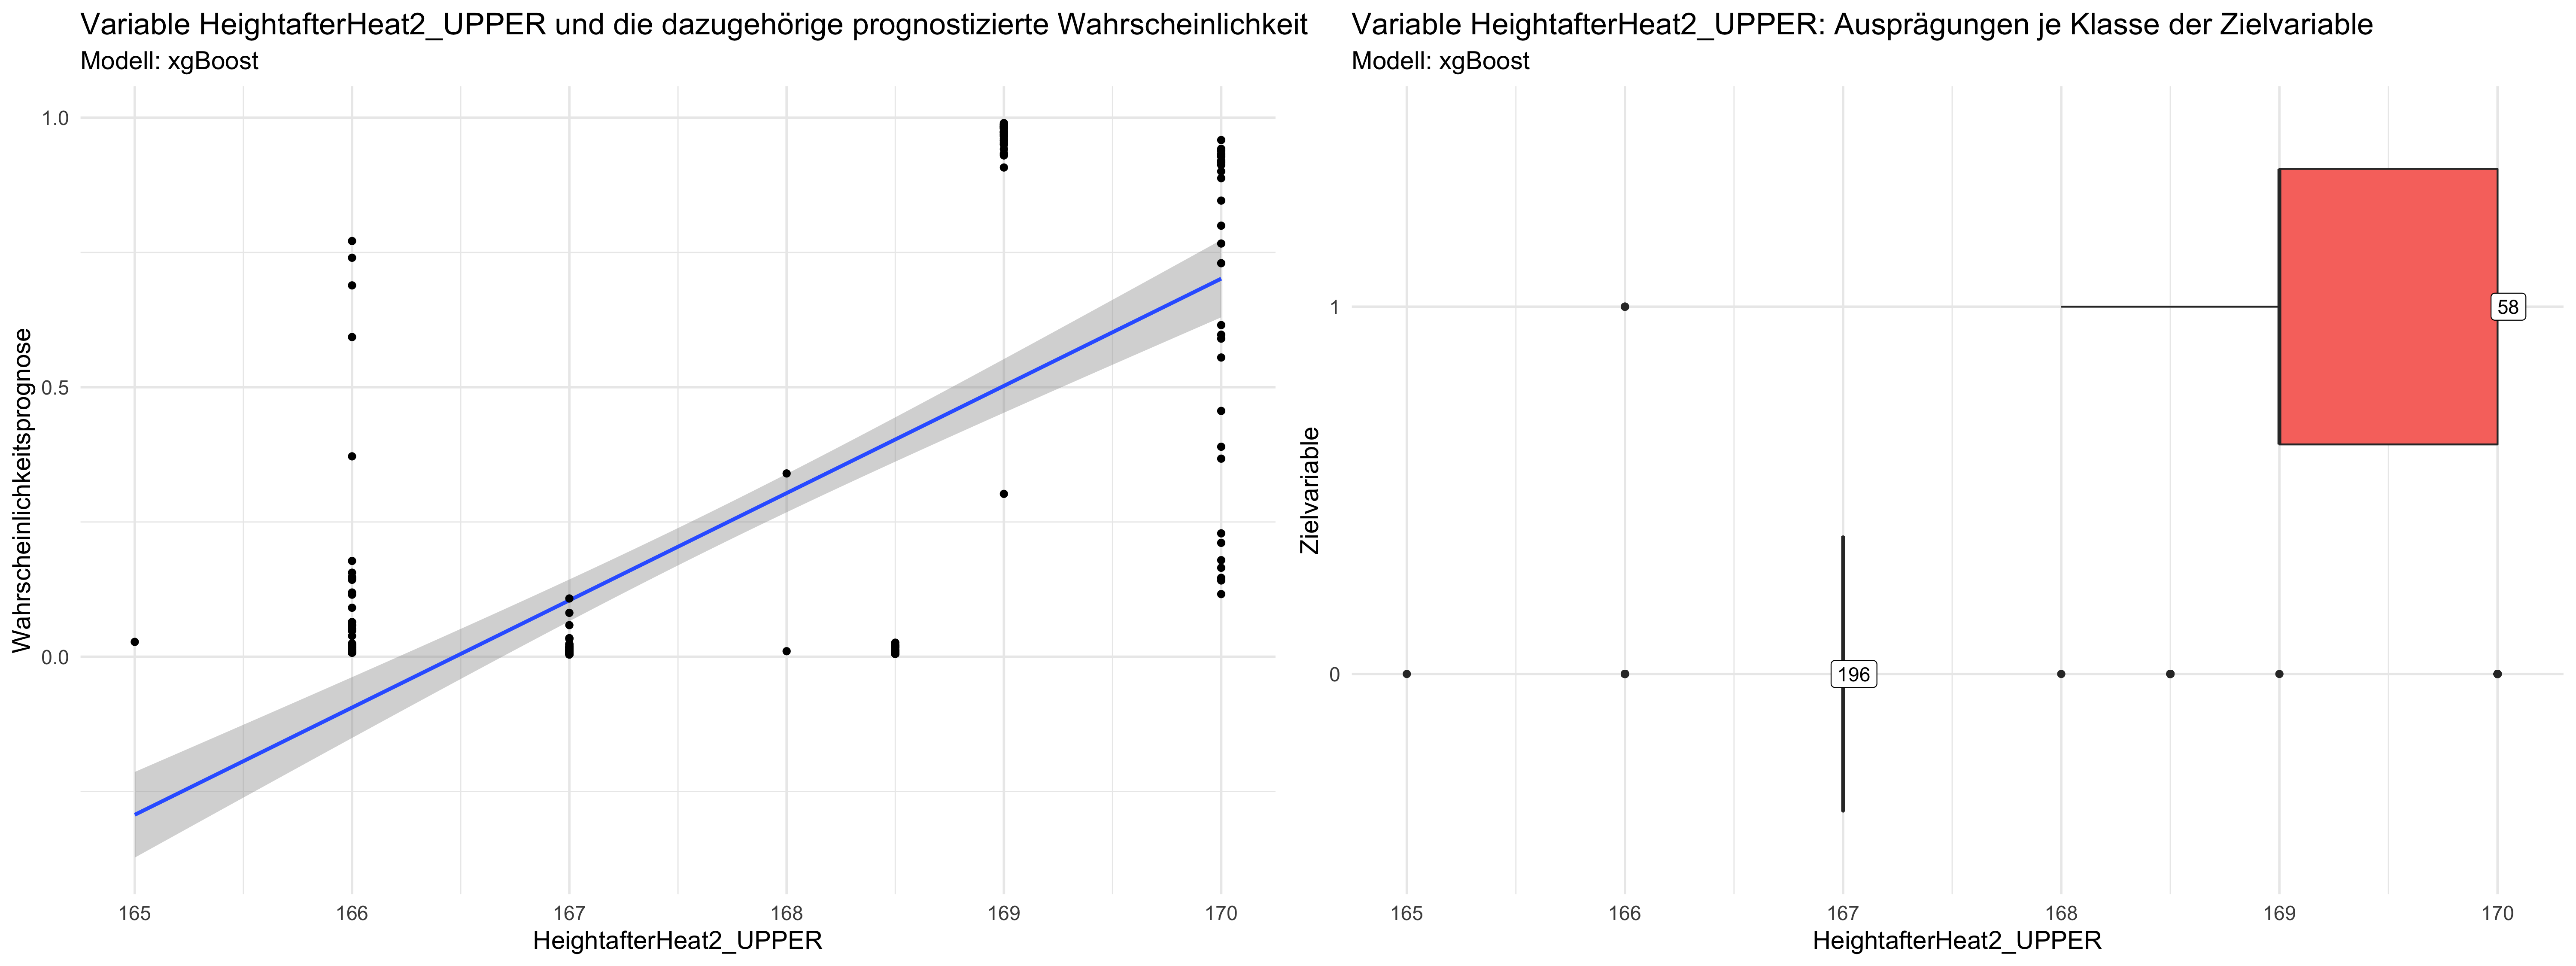 Variable HeightafterHeat2_UPPER und die dazugehörige prognostizierte Wahrscheinlichkeit
Modell: xgBoost
1.0
0.5
0.0
Wahrscheinlichkeitsprognose
165 166 167 168 169 170
HeightafterHeat2_UPPER
Variable HeightafterHeat2_UPPER: Ausprägungen je Klasse der Zielvariable
Modell: xgBoost
1
58
0
196
Zielvariable
165 166 167 168 169 170
HeightafterHeat2_UPPER